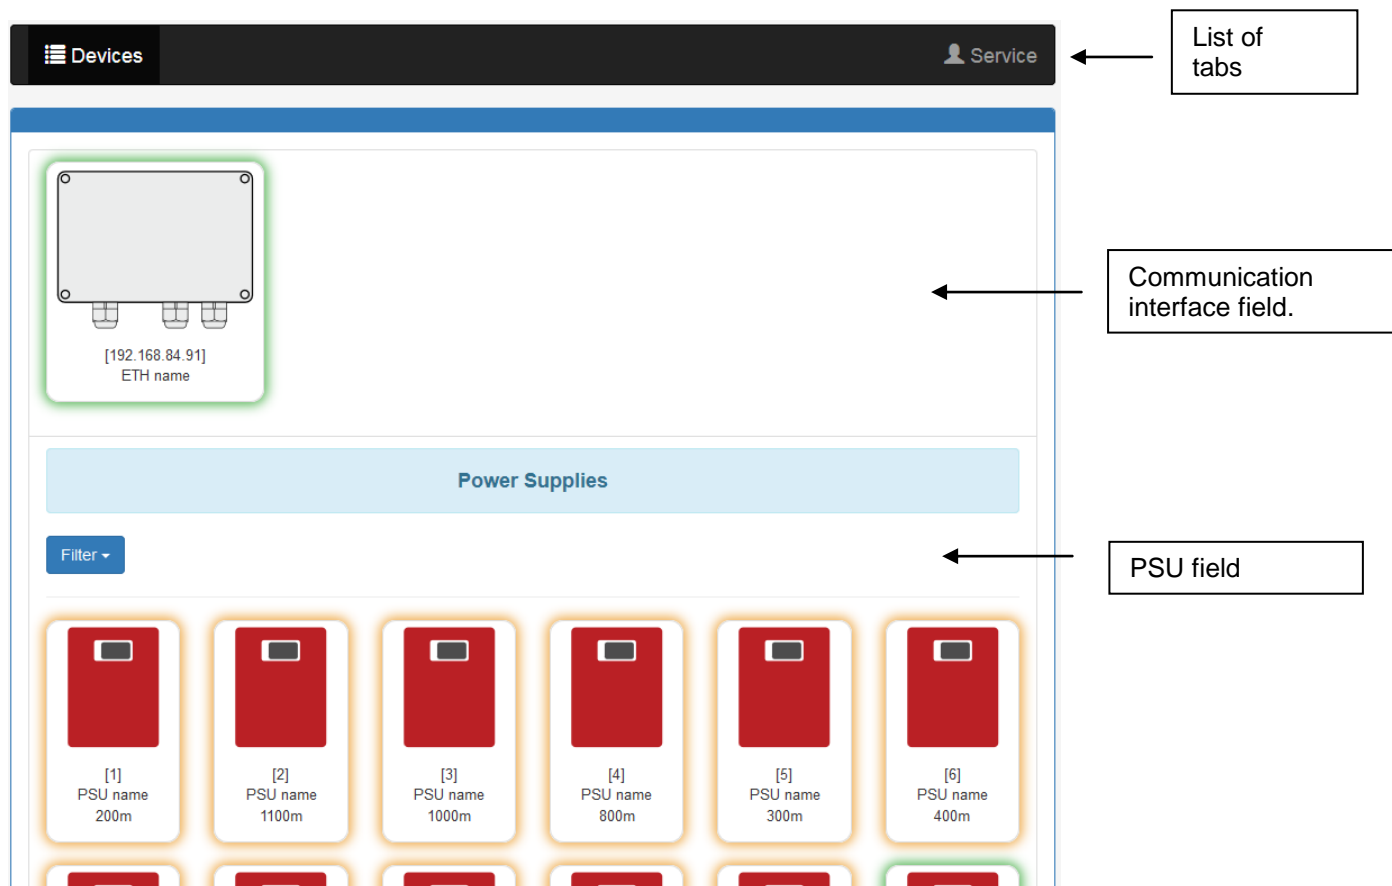 Devices
Service
List of
tabs
Communication
interface field.
[192.168.84.91]
ETH name
Power Supplies
Filter
PSU field
[1]
PSU name
200m
[2]
PSU name
1100m
[3]
PSU name
1000m
[4]
PSU name
800m
[5]
PSU name
300m
[6]
PSU name
400m